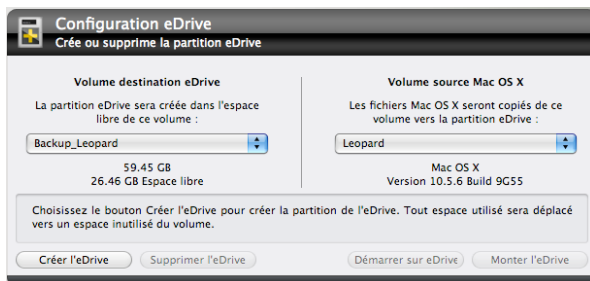 Configuration eDrive
Crée ou supprime la partition eDrive
Volume destination eDrive
La partition eDrive sera créée dans l'espace
libre de ce volume :
Backup_Leopard
59.45 GB
26.46 GB Espace libre
Volume source Mac OS X
Les fichiers Mac OS X seront copiés de ce
volume vers la partition eDrive :
Leopard
Mac OS X
Version 10.5.6 Build 9G55
Choisissez le bouton Créer l'eDrive pour créer la partition de l'eDrive. Tout espace utilisé sera déplacé
vers un espace inutilisé du volume.
Créer l'eDrive
Supprimer l'eDrive
Démarrer sur eDrive
Monter l'eDrive